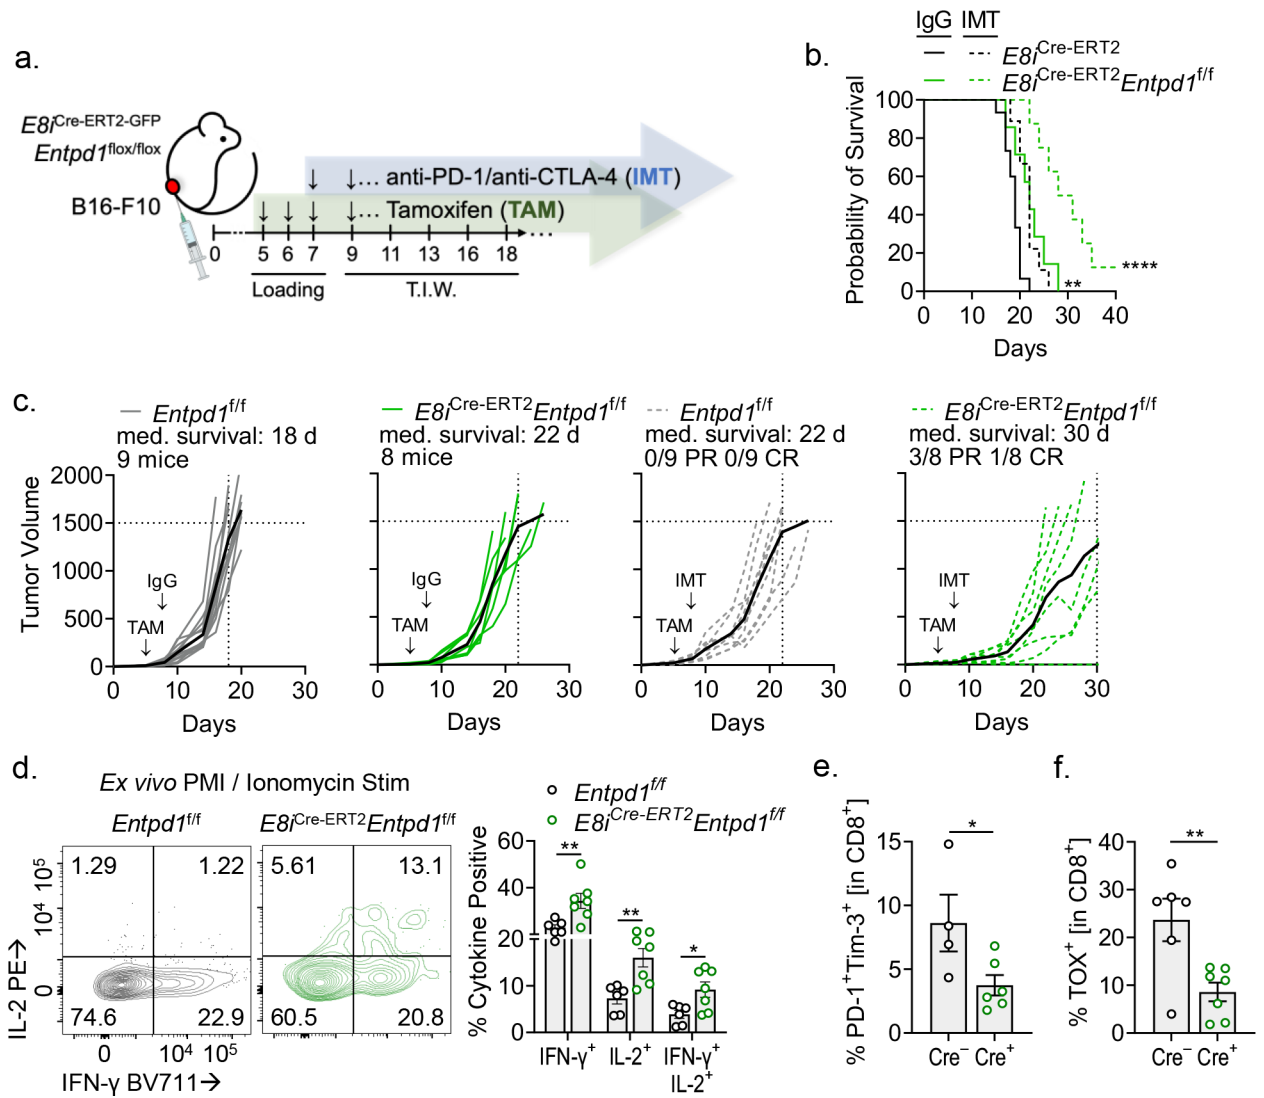 a.
E8iCre-ERT2-GFP
Entpd1flox/flox
B16-F10
↓ ↓... anti-PD-1/anti-CTLA-4 (IMT)
↓ ↓ ↓ ↓... Tamoxifen (TAM)
0 5 6 7 9 11 13 16 18
Loading T.I.W.
b.
IgG IMT
E8iCre-ERT2
E8iCre-ERT2Entpd1f/f
Probability of Survival
100
80
60
40
20
0
****
**
0 10 20 30 40
Days
c.
Entpd1f/f
med. survival: 18 d
9 mice
Tumor Volume
2000
1500
1000
500
0
IgG
↓
TAM
↓
0 10 20 30
Days
E8iCre-ERT2Entpd1f/f
med. survival: 22 d
8 mice
IgG
↓
TAM
↓
0 10 20 30
Days
Entpd1f/f
med. survival: 22 d
0/9 PR 0/9 CR
IMT
↓
TAM
↓
0 10 20 30
Days
E8iCre-ERT2Entpd1f/f
med. survival: 30 d
3/8 PR 1/8 CR
IMT
↓
TAM
↓
0 10 20 30
Days
d.
Ex vivo PMI / Ionomycin Stim
Entpd1f/f
1.29 1.22
74.6 22.9
E8iCre-ERT2Entpd1f/f
5.61 13.1
60.5 20.8
IL-2 PE→
0 10⁴ 10⁵
0 10⁴ 10⁵
IFN-γ BV711→
Entpd1f/f
E8iCre-ERT2Entpd1f/f
% Cytokine Positive
60
40
20
10
0
**
**
*
IFN-γ+ IL-2+ IFN-γ+
IL-2+
e.
% PD-1+Tim-3+ [in CD8+]
15
10
5
0
*
Cre− Cre+
f.
% TOX+ [in CD8+]
40
30
20
10
0
**
Cre− Cre+